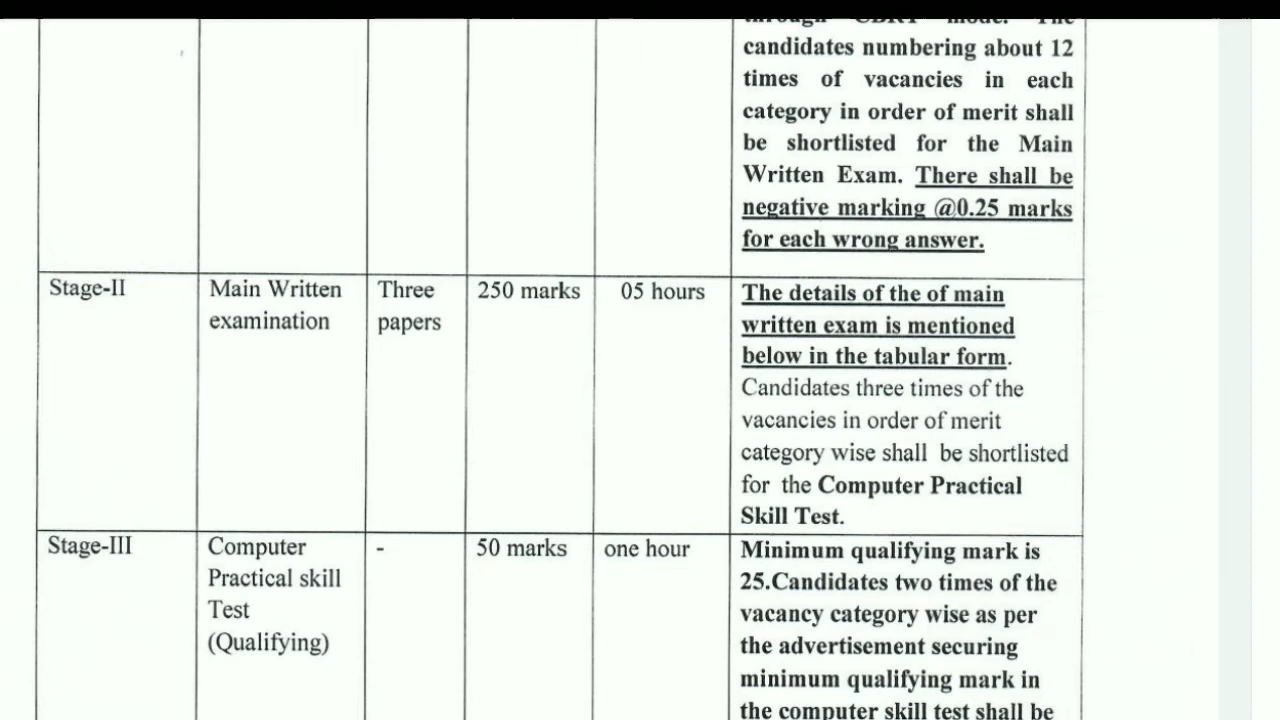 through CBRT mode. The
candidates numbering about 12
times of vacancies in each
category in order of merit shall
be shortlisted for the Main
Written Exam. There shall be
negative marking @0.25 marks
for each wrong answer.
Stage-II
Main Written
examination
Three
papers
250 marks
05 hours
The details of the of main
written exam is mentioned
below in the tabular form.
Candidates three times of the
vacancies in order of merit
category wise shall be shortlisted
for the Computer Practical
Skill Test.
Stage-III
Computer
Practical skill
Test
(Qualifying)
-
50 marks
one hour
Minimum qualifying mark is
25.Candidates two times of the
vacancy category wise as per
the advertisement securing
minimum qualifying mark in
the computer skill test shall be